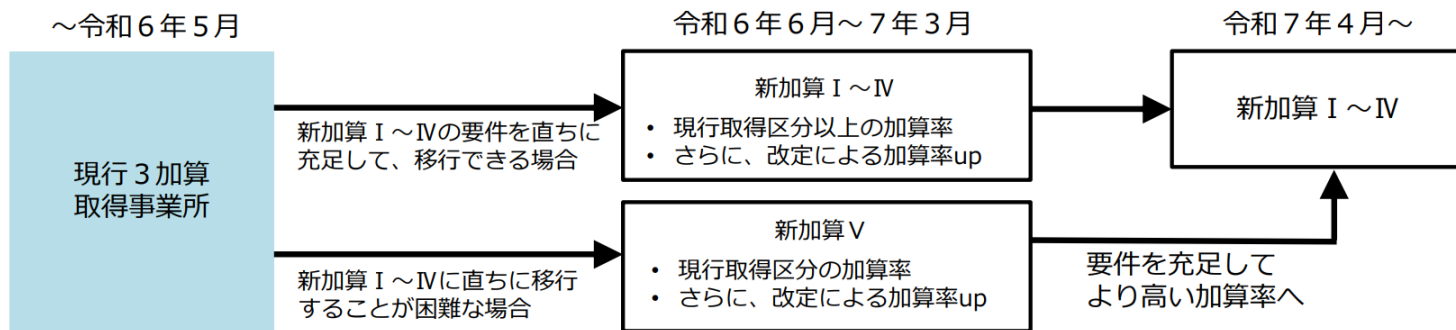 ～令和６年５月
令和６年６月～７年３月
令和７年４月～
現行３加算
取得事業所
新加算Ⅰ～Ⅳの要件を直ちに
充足して、移行できる場合
新加算Ⅰ～Ⅳ
• 現行取得区分以上の加算率
• さらに、改定による加算率up
新加算Ⅰ～Ⅳ
新加算Ⅰ～Ⅳに直ちに移行
することが困難な場合
新加算Ⅴ
• 現行取得区分の加算率
• さらに、改定による加算率up
要件を充足して
より高い加算率へ